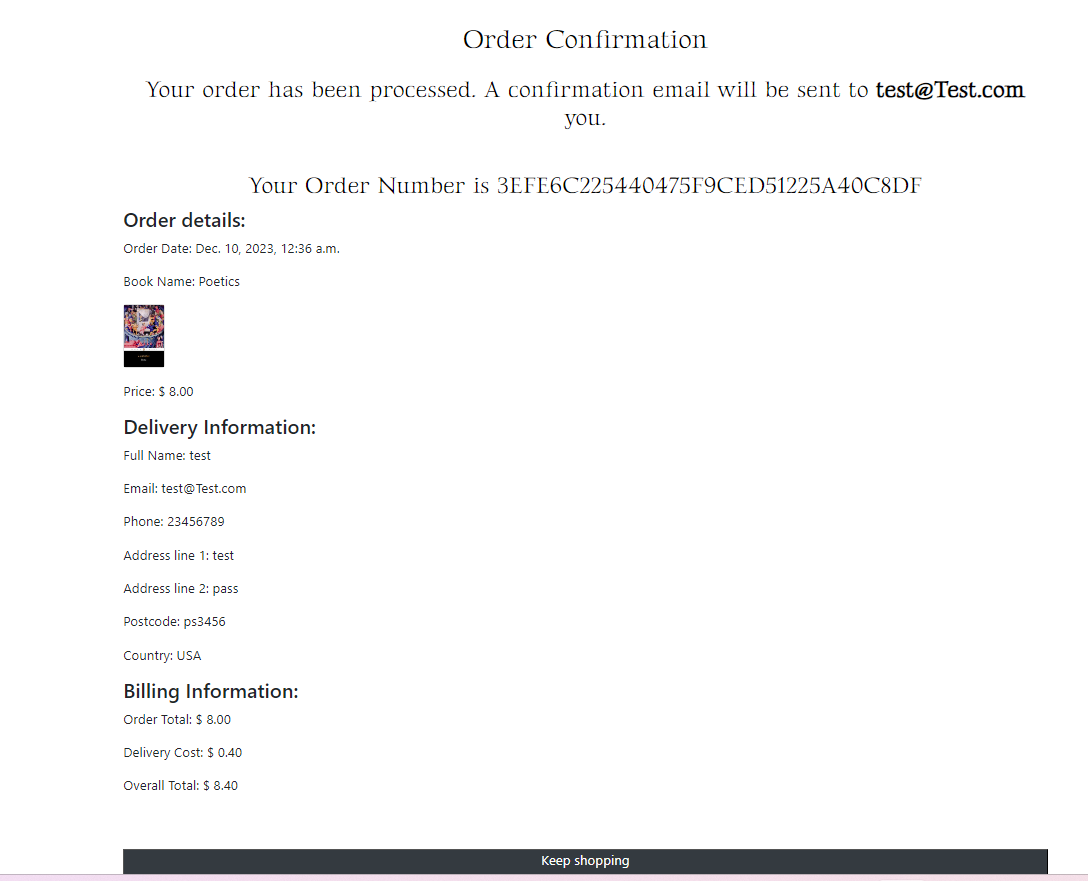 Order Confirmation
Your order has been processed. A confirmation email will be sent to test@Test.com
you.
Your Order Number is 3EFE6C225440475F9CED51225A40C8DF
Order details:
Order Date: Dec. 10, 2023, 12:36 a.m.
Book Name: Poetics
Price: $ 8.00
Delivery Information:
Full Name: test
Email: test@Test.com
Phone: 23456789
Address line 1: test
Address line 2: pass
Postcode: ps3456
Country: USA
Billing Information:
Order Total: $ 8.00
Delivery Cost: $ 0.40
Overall Total: $ 8.40
Keep shopping